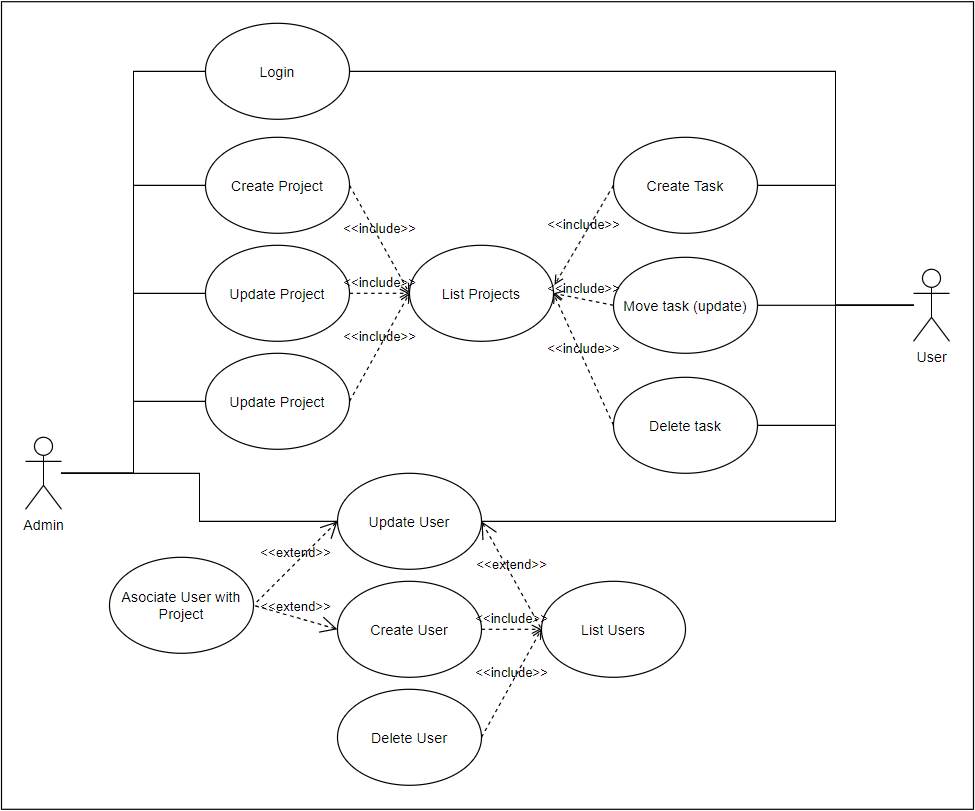 Login
Create Project
Create Task
<<include>>
<<include>>
<<include>>
<<include>>
Update Project
List Projects
Move task (update)
<<include>>
<<include>>
User
Update Project
Delete task
Admin
Update User
<<extend>>
<<extend>>
Asociate User with
Project
<<extend>>
<<include>>
Create User
List Users
<<include>>
Delete User